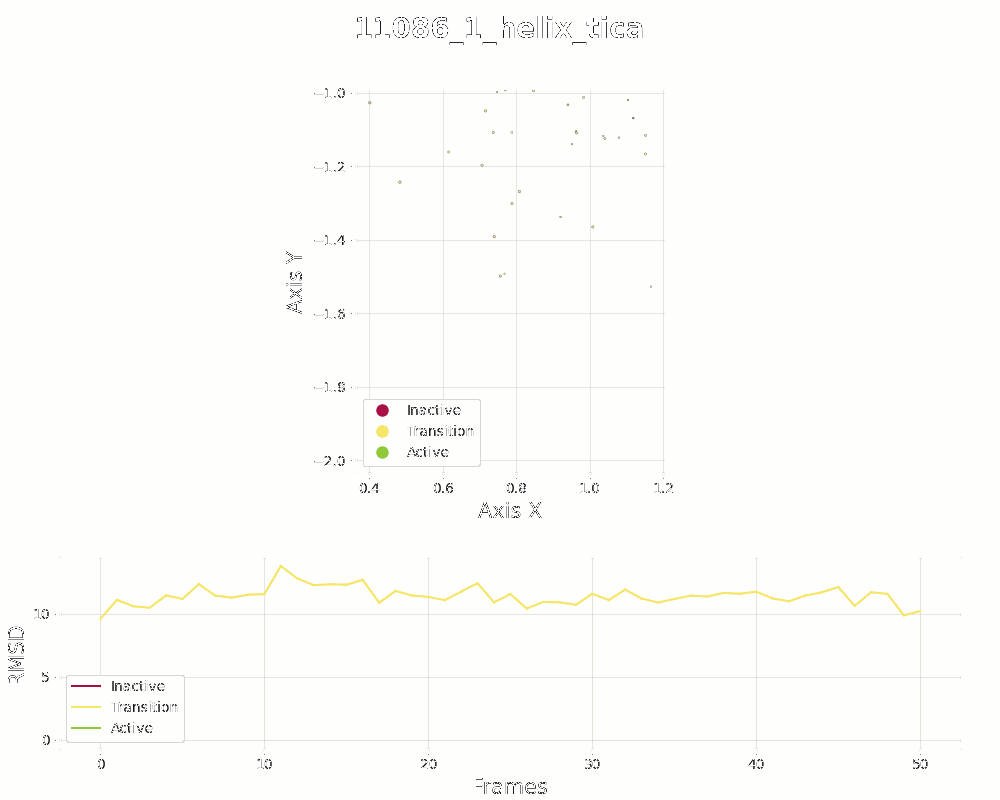 11086_1_helix_tica
−1.0
−1.2
−1.4
−1.6
−1.8
−2.0
Axis Y
Inactive
Transition
Active
0.4 0.6 0.8 1.0 1.2
Axis X
10
5
0
RMSD
Inactive
Transition
Active
0 10 20 30 40 50
Frames